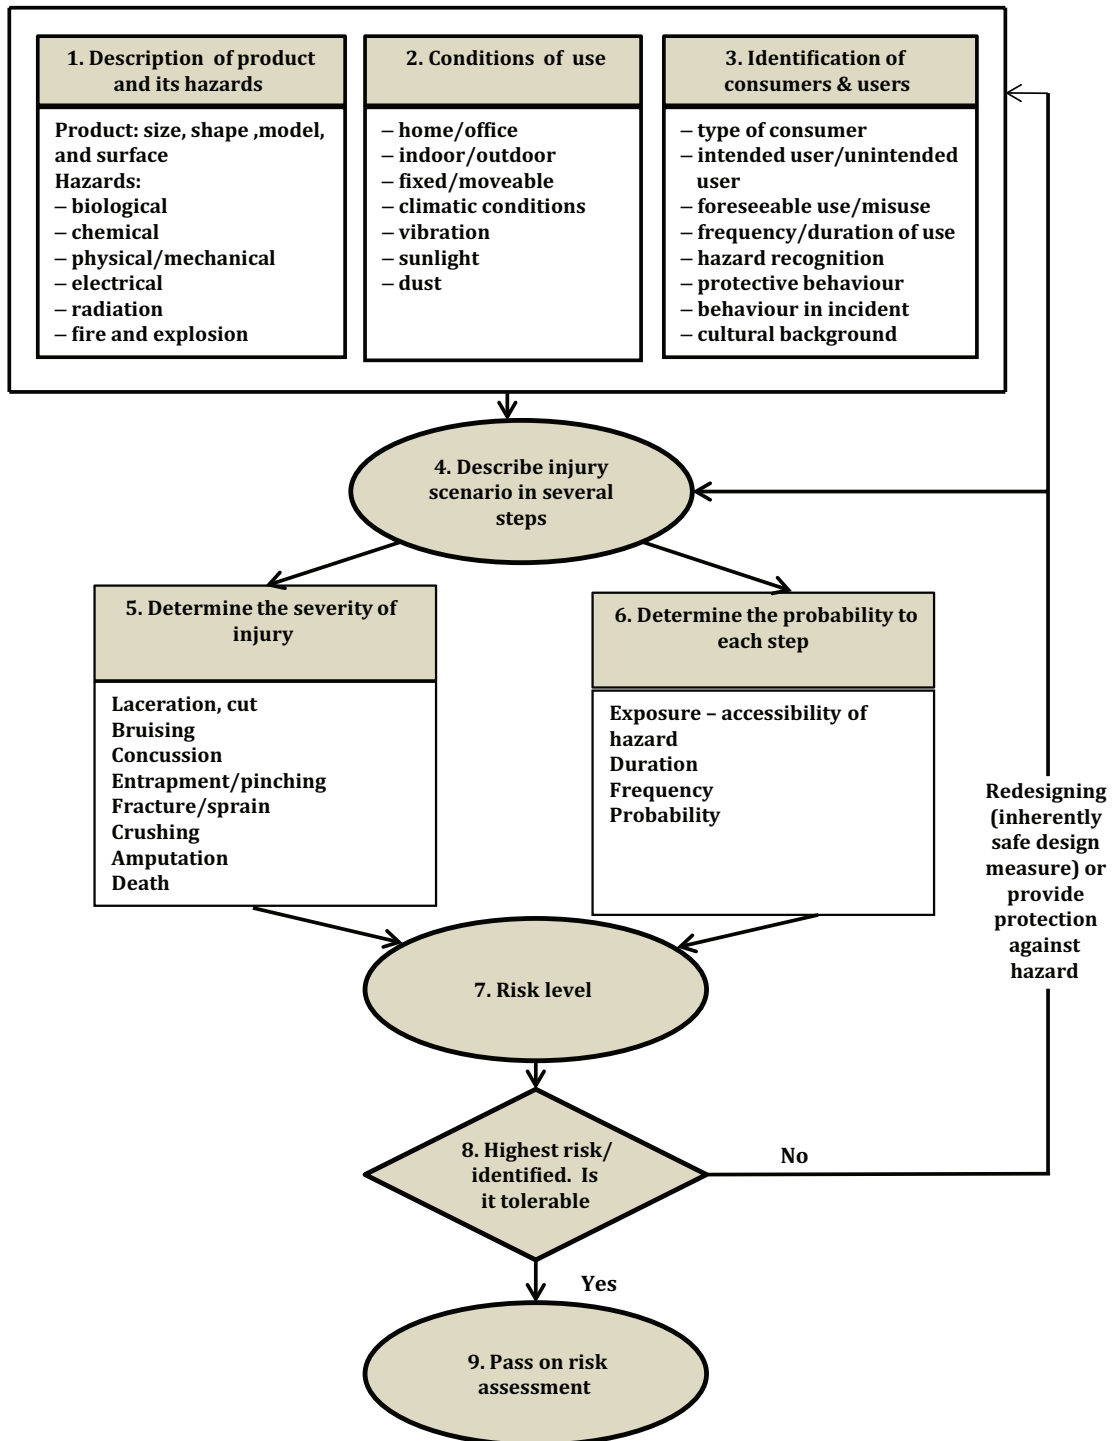 1. Description of product
and its hazards
Product: size, shape ,model,
and surface
Hazards:
– biological
– chemical
– physical/mechanical
– electrical
– radiation
– fire and explosion
2. Conditions of use
– home/office
– indoor/outdoor
– fixed/moveable
– climatic conditions
– vibration
– sunlight
– dust
3. Identification of
consumers & users
– type of consumer
– intended user/unintended
user
– foreseeable use/misuse
– frequency/duration of use
– hazard recognition
– protective behaviour
– behaviour in incident
– cultural background
4. Describe injury
scenario in several
steps
5. Determine the severity of
injury
Laceration, cut
Bruising
Concussion
Entrapment/pinching
Fracture/sprain
Crushing
Amputation
Death
6. Determine the probability to
each step
Exposure – accessibility of
hazard
Duration
Frequency
Probability
Redesigning
(inherently
safe design
measure) or
provide
protection
against
hazard
7. Risk level
8. Highest risk/
identified. Is
it tolerable
No
Yes
9. Pass on risk
assessment